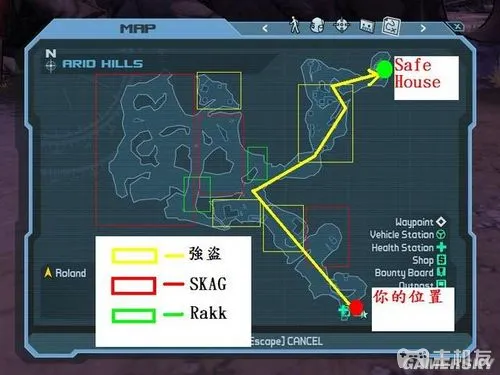 MAP
N
ARID HILLS
Safe
House
Waypoint
Vehicle Station
Health Station
Shop
Bounty Board
Outpost
強盜
SKAG
Rakk
Roland
你的位置
[Escape] CANCEL
GAMERSKY